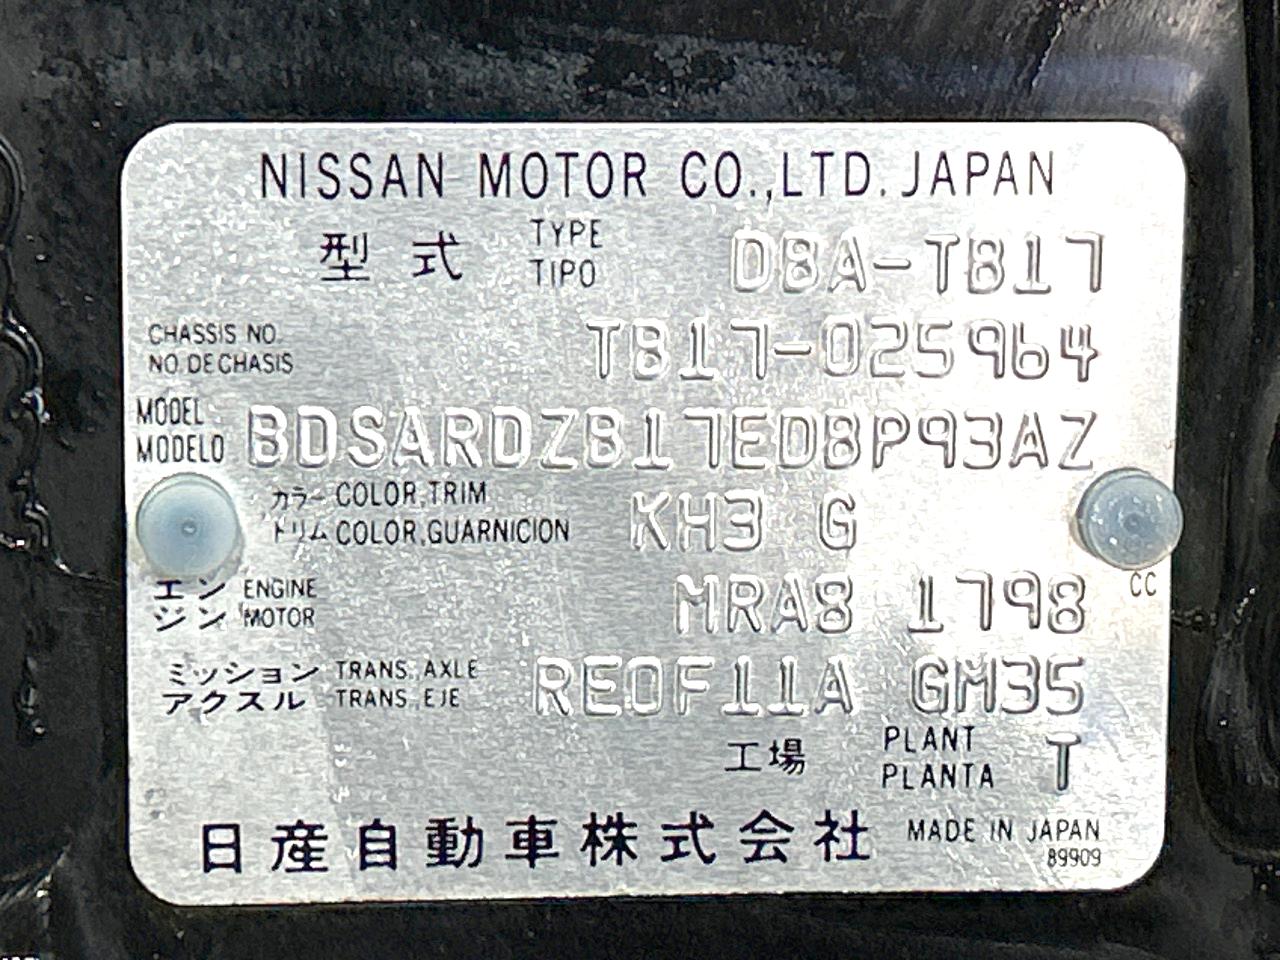 NISSAN MOTOR CO.,LTD. JAPAN
型式 TYPE TIPO DBA-TB17
CHASSIS NO. NO. DE CHASIS TB17-025964
MODEL MODELO BDSARDZB17EDBP93AZ
カラー COLOR,TRIM
トリム COLOR,GUARNICION KH3 G
エンジン ENGINE MOTOR MRA8 1798 CC
ミッション TRANS.,AXLE
アクスル TRANS.,EJE RE0F11A GM35
工場 PLANT PLANTA T
日産自動車株式会社 MADE IN JAPAN
89909